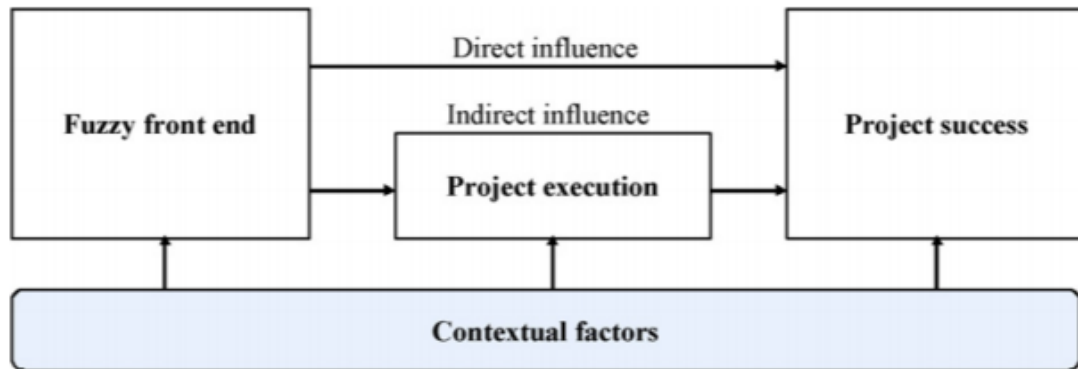 Direct influence
Fuzzy front end
Indirect influence
Project execution
Project success
Contextual factors